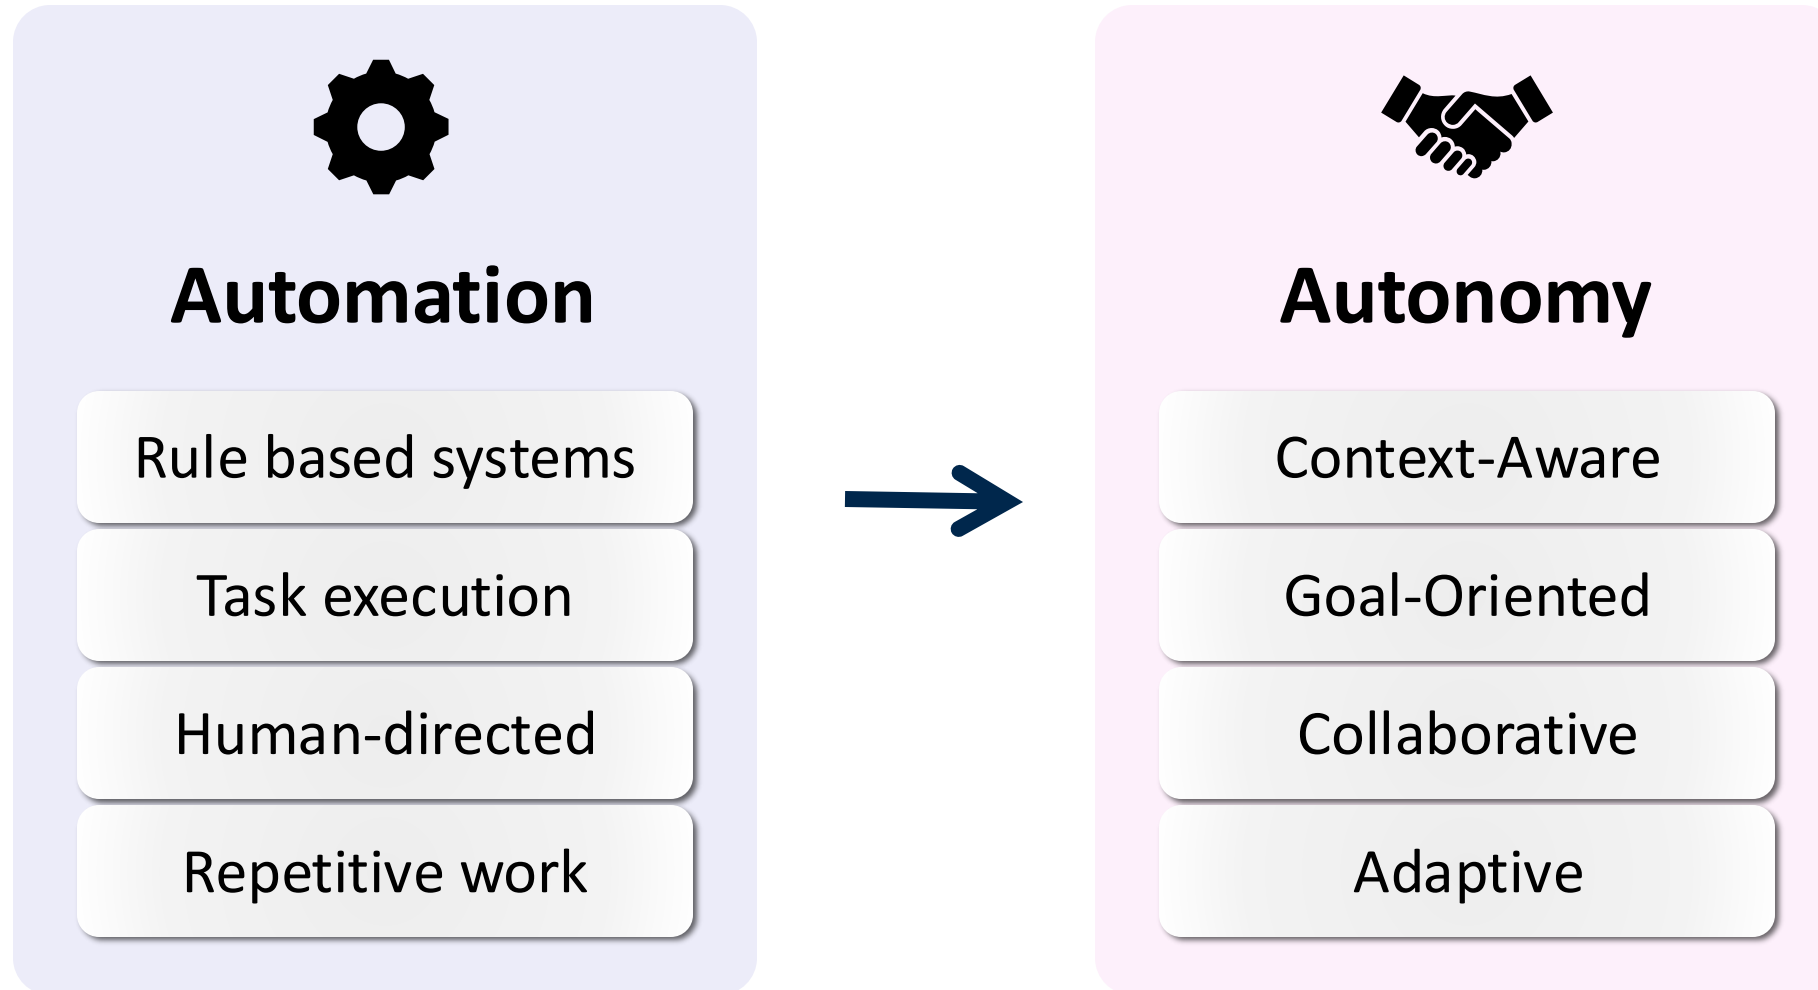 Automation
Rule based systems
Task execution
Human-directed
Repetitive work
Autonomy
Context-Aware
Goal-Oriented
Collaborative
Adaptive